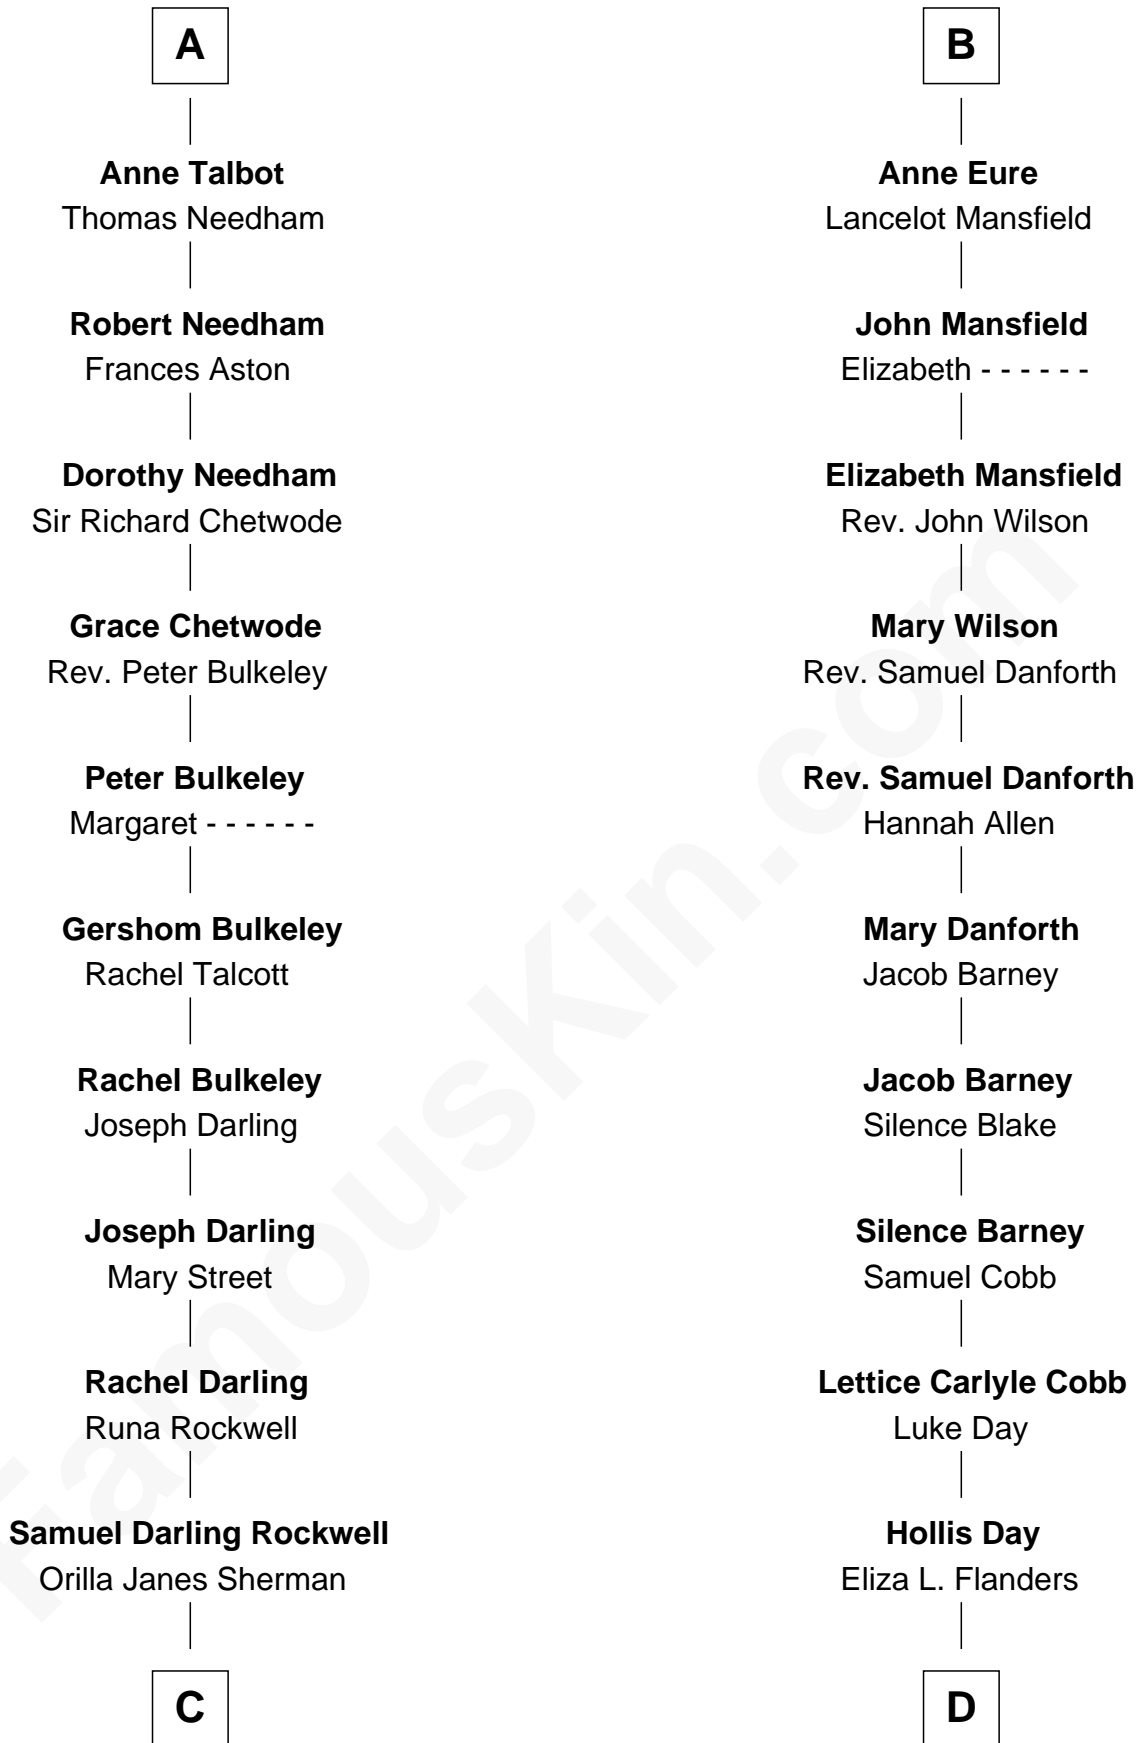 A
Anne Talbot
Thomas Needham
Robert Needham
Frances Aston
Dorothy Needham
Sir Richard Chetwode
Grace Chetwode
Rev. Peter Bulkeley
Peter Bulkeley
Margaret - - - - - -
Gershom Bulkeley
Rachel Talcott
Rachel Bulkeley
Joseph Darling
Joseph Darling
Mary Street
Rachel Darling
Runa Rockwell
Samuel Darling Rockwell
Orilla Janes Sherman
C
B
Anne Eure
Lancelot Mansfield
John Mansfield
Elizabeth - - - - - -
Elizabeth Mansfield
Rev. John Wilson
Mary Wilson
Rev. Samuel Danforth
Rev. Samuel Danforth
Hannah Allen
Mary Danforth
Jacob Barney
Jacob Barney
Silence Blake
Silence Barney
Samuel Cobb
Lettice Carlyle Cobb
Luke Day
Hollis Day
Eliza L. Flanders
D
FamousKin.com